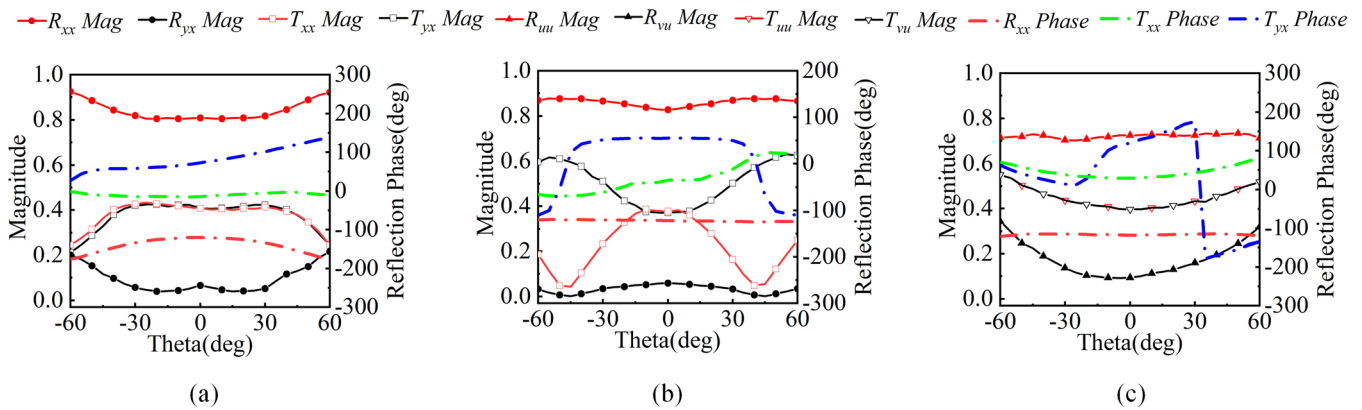 Rxx Mag Ryx Mag Txx Mag Tyx Mag Ruu Mag Rvu Mag Tuu Mag Tvu Mag Rxx Phase Txx Phase Tyx Phase
1.0
0.8
0.6
0.4
0.2
0.0
Magnitude
300
200
100
0
-100
-200
-300
Reflection Phase(deg)
-60 -30 0 30 60
Theta(deg)
(a)
1.0
0.8
0.6
0.4
0.2
0.0
Magnitude
200
100
0
-100
-200
-300
Reflection Phase(deg)
-60 -30 0 30 60
Theta(deg)
(b)
1.0
0.8
0.6
0.4
0.2
0.0
Magnitude
300
200
100
0
-100
-200
-300
Reflection Phase(deg)
-60 -30 0 30 60
Theta(deg)
(c)